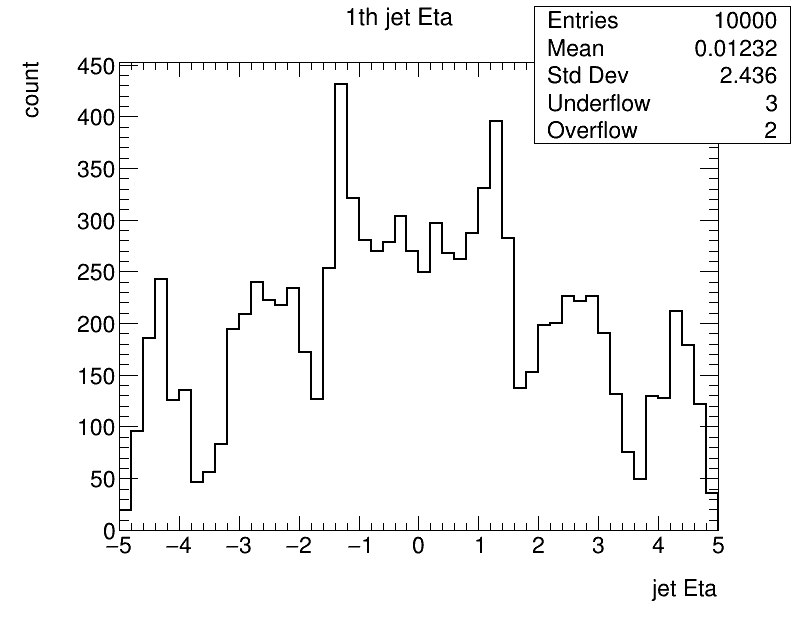 1th jet Eta
Entries 10000
Mean 0.01232
Std Dev 2.436
Underflow 3
Overflow 2
count
450
400
350
300
250
200
150
100
50
0
−5 −4 −3 −2 −1 0 1 2 3 4 5
jet Eta